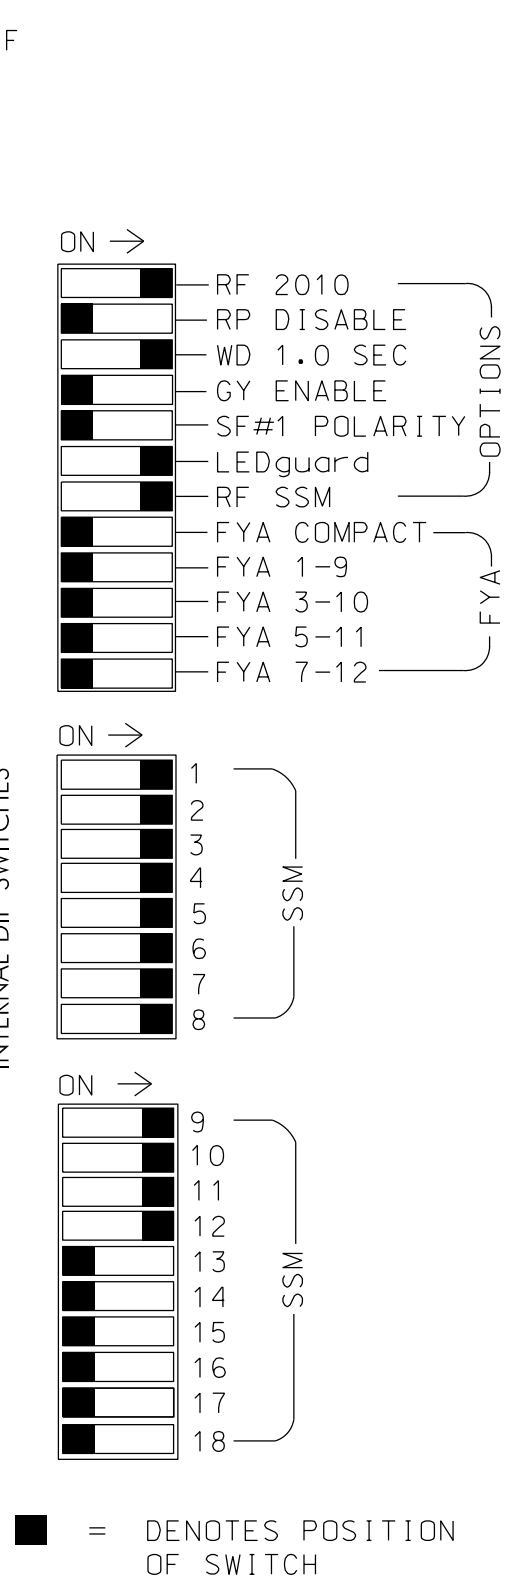 F
ON →
RF 2010
RP DISABLE
WD 1.0 SEC
GY ENABLE
SF#1 POLARITY
LEDguard
RF SSM
OPTIONS
FYA COMPACT
FYA 1-9
FYA 3-10
FYA 5-11
FYA 7-12
FYA
ON →
1
2
3
4
5
6
7
8
SSM
INTERNAL DIP SWITCHES
ON →
9
10
11
12
13
14
15
16
17
18
SSM
= DENOTES POSITION
OF SWITCH